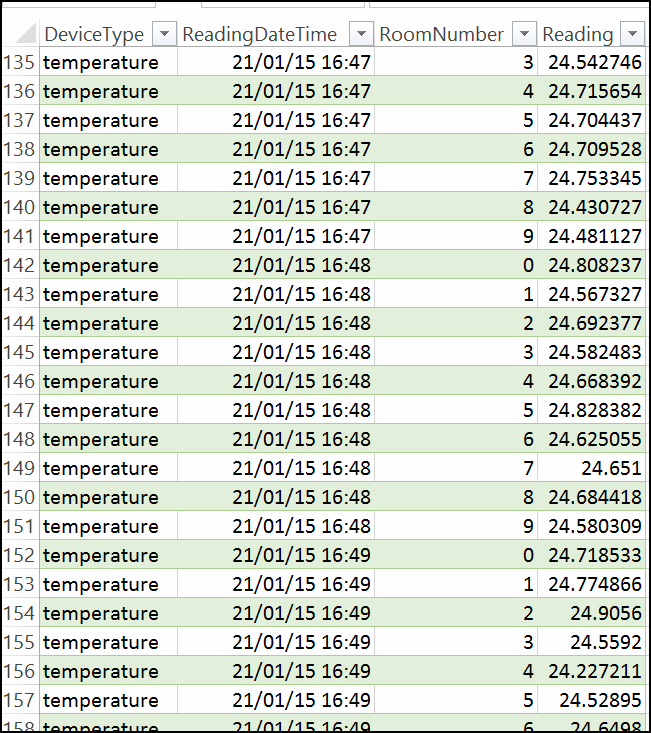 DeviceType ReadingDateTime RoomNumber Reading
135 temperature 21/01/15 16:47 3 24.542746
136 temperature 21/01/15 16:47 4 24.715654
137 temperature 21/01/15 16:47 5 24.704437
138 temperature 21/01/15 16:47 6 24.709528
139 temperature 21/01/15 16:47 7 24.753345
140 temperature 21/01/15 16:47 8 24.430727
141 temperature 21/01/15 16:47 9 24.481127
142 temperature 21/01/15 16:48 0 24.808237
143 temperature 21/01/15 16:48 1 24.567327
144 temperature 21/01/15 16:48 2 24.692377
145 temperature 21/01/15 16:48 3 24.582483
146 temperature 21/01/15 16:48 4 24.668392
147 temperature 21/01/15 16:48 5 24.828382
148 temperature 21/01/15 16:48 6 24.625055
149 temperature 21/01/15 16:48 7 24.651
150 temperature 21/01/15 16:48 8 24.684418
151 temperature 21/01/15 16:48 9 24.580309
152 temperature 21/01/15 16:49 0 24.718533
153 temperature 21/01/15 16:49 1 24.774866
154 temperature 21/01/15 16:49 2 24.9056
155 temperature 21/01/15 16:49 3 24.5592
156 temperature 21/01/15 16:49 4 24.227211
157 temperature 21/01/15 16:49 5 24.52895
158 temperature 21/01/15 16:49 6 24.6498